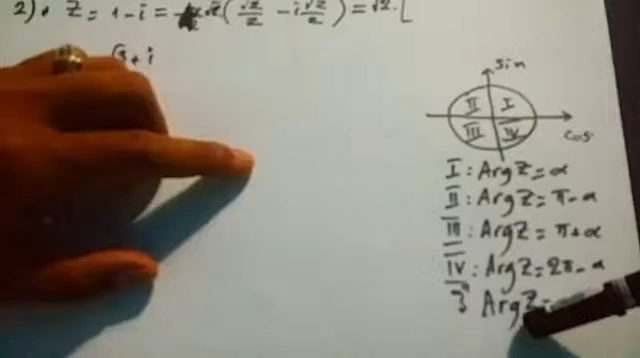 2). Z = 1 - i = √2 ( √2/2 - i √2/2 ) = √2. [
√3 + i
sin
II I
III IV
cos
I : Arg Z = α
II : Arg Z = π - α
III : Arg Z = π + α
IV : Arg Z = 2π - α
Arg Z =